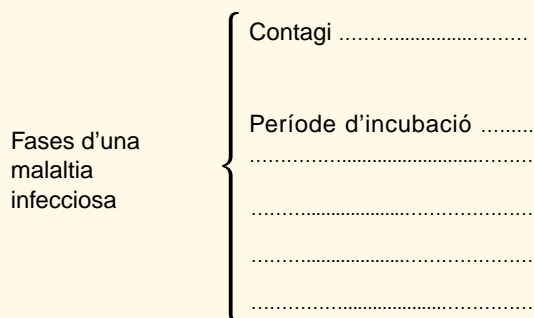 Contagi ...............................
Període d'incubació .........
.............................................
Fases d'una
malaltia
infecciosa
.............................................
.............................................
.............................................